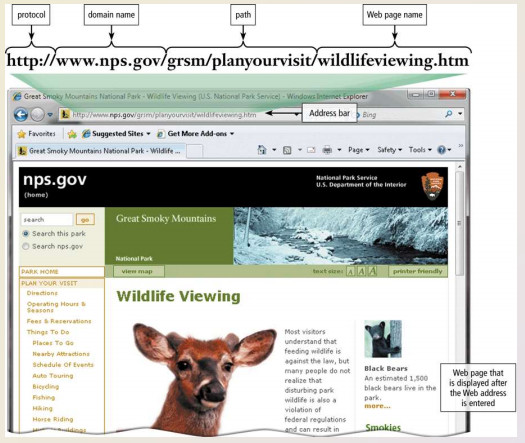 protocol
domain name
path
Web page name
http://www.nps.gov/grsm/planyourvisit/wildlifeviewing.htm
Great Smoky Mountains National Park - Wildlife Viewing (U.S. National Park Service) - Windows Internet Explorer
http://www.nps.gov/grsm/planyourvisit/wildlifeviewing.htm
Address bar
Bing
Favorites
Suggested Sites
Get More Add-ons
Great Smoky Mountains National Park - Wildlife ...
Page
Safety
Tools
nps.gov
(home)
National Park Service
U.S. Department of the Interior
search
go
Search this park
Search nps.gov
Great Smoky Mountains
National Park
view map
text size: A A A
printer friendly
PARK HOME
PLAN YOUR VISIT
Directions
Operating Hours &
Seasons
Fees & Reservations
Things To Do
Places To Go
Nearby Attractions
Schedule Of Events
Auto Touring
Bicycling
Fishing
Hiking
Horse Riding
Buildings
Wildlife Viewing
Most visitors
understand that
feeding wildlife is
against the law, but
many people do not
realize that
disturbing park
wildlife is also a
violation of
federal regulations
and can result in
Black Bears
An estimated 1,500
black bears live in the
park.
more...
Smokies
Web page that
is displayed after
the Web address
is entered